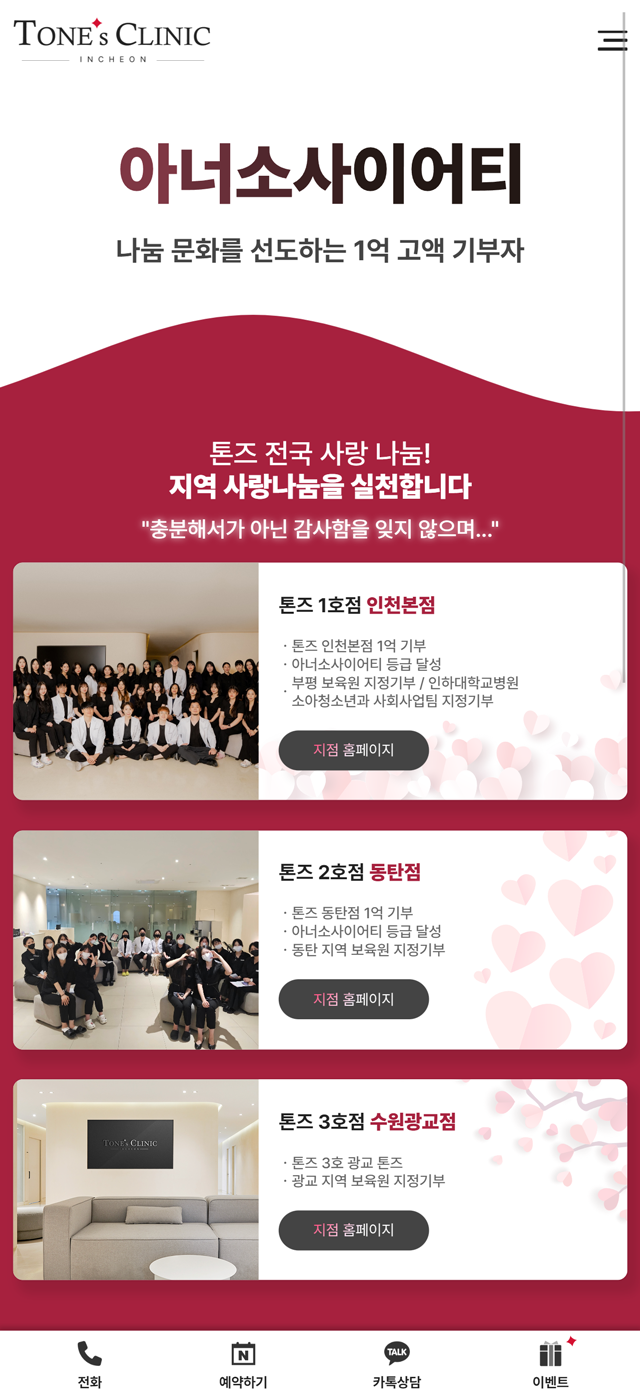 TONE's CLINIC
INCHEON
아너소사이어티
나눔 문화를 선도하는 1억 고액 기부자
톤즈 전국 사랑 나눔!
지역 사랑나눔을 실천합니다
"충분해서가 아닌 감사함을 잊지 않으며..."
톤즈 1호점 인천본점
· 톤즈 인천본점 1억 기부
· 아너소사이어티 등급 달성
· 부평 보육원 지정기부 / 인하대학교병원
소아청소년과 사회사업팀 지정기부
지점 홈페이지
톤즈 2호점 동탄점
· 톤즈 동탄점 1억 기부
· 아너소사이어티 등급 달성
· 동탄 지역 보육원 지정기부
지점 홈페이지
TONE's CLINIC
톤즈 3호점 수원광교점
· 톤즈 3호 광교 톤즈
· 광교 지역 보육원 지정기부
지점 홈페이지
N
TALK
전화
예약하기
카톡상담
이벤트